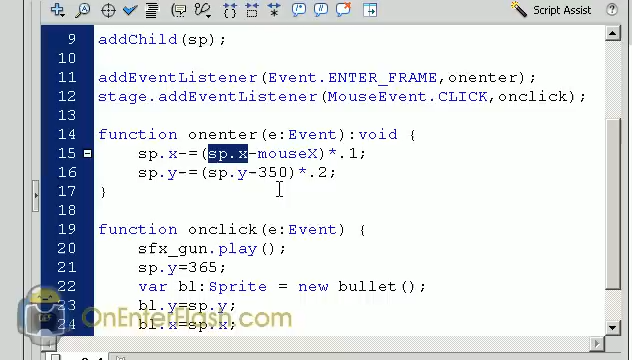 Script Assist
9 addChild(sp);
10
11 addEventListener(Event.ENTER_FRAME,onenter);
12 stage.addEventListener(MouseEvent.CLICK,onclick);
13
14 function onenter(e:Event):void {
15 sp.x-=(sp.x-mouseX)*.1;
16 sp.y-=(sp.y-350)*.2;
17 }
18
19 function onclick(e:Event) {
20 sfx_gun.play();
21 sp.y=365;
22 var bl:Sprite = new bullet();
23 bl.y=sp.y;
24 bl.x=sp.x;
OnEnterFlash.com